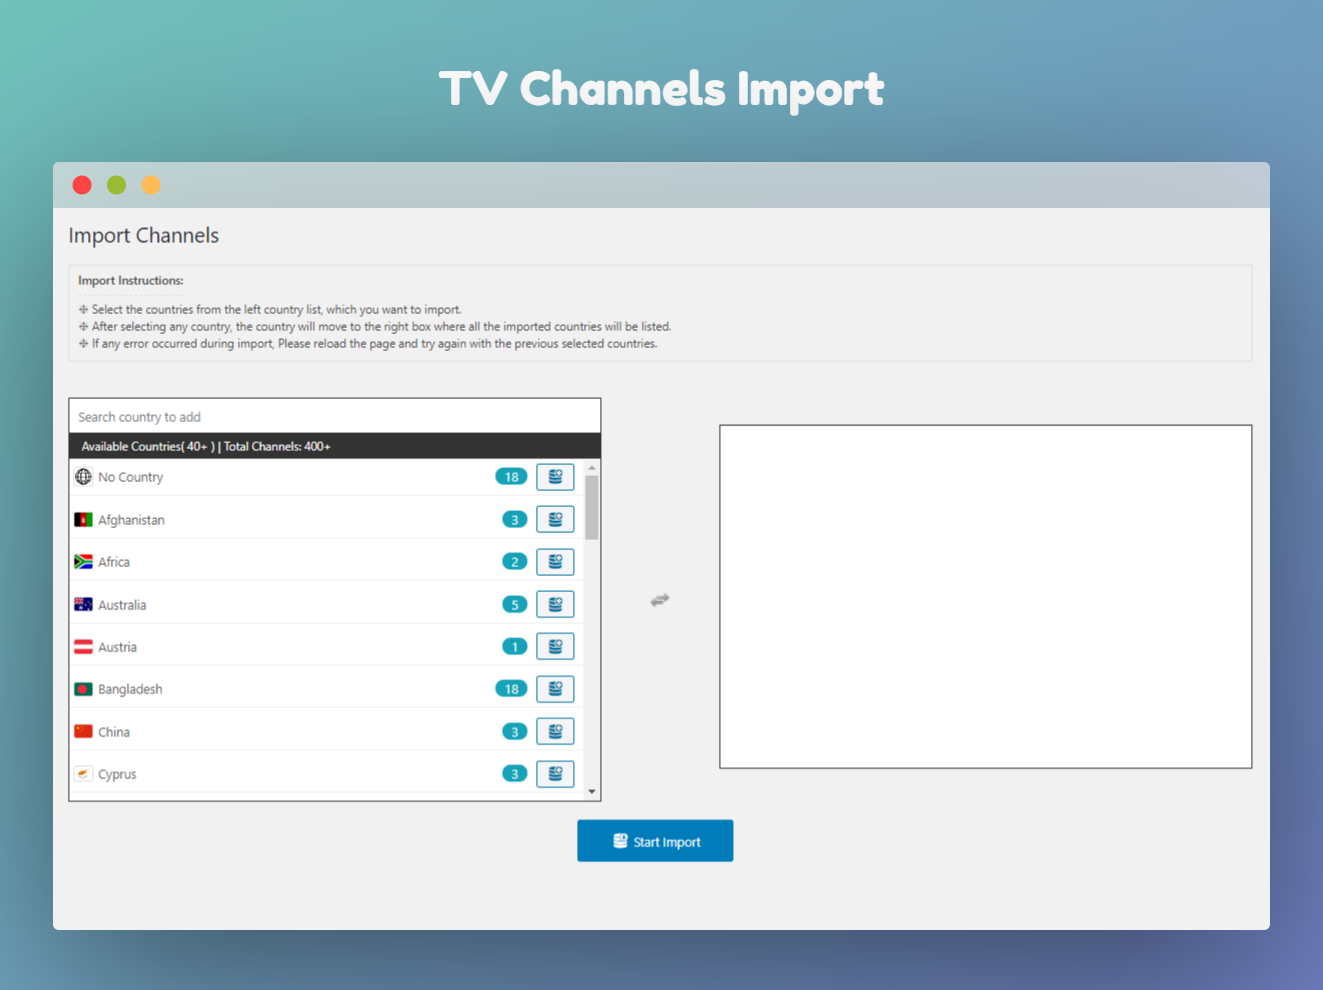 TV Channels Import
Import Channels
Import Instructions:
❉ Select the countries from the left country list, which you want to import.
❉ After selecting any country, the country will move to the right box where all the imported countries will be listed.
❉ If any error occurred during import, Please reload the page and try again with the previous selected countries.
Search country to add
Available Countries( 40+ ) | Total Channels: 400+
No Country 18
Afghanistan 3
Africa 2
Australia 5
Austria 1
Bangladesh 18
China 3
Cyprus 3
Start Import